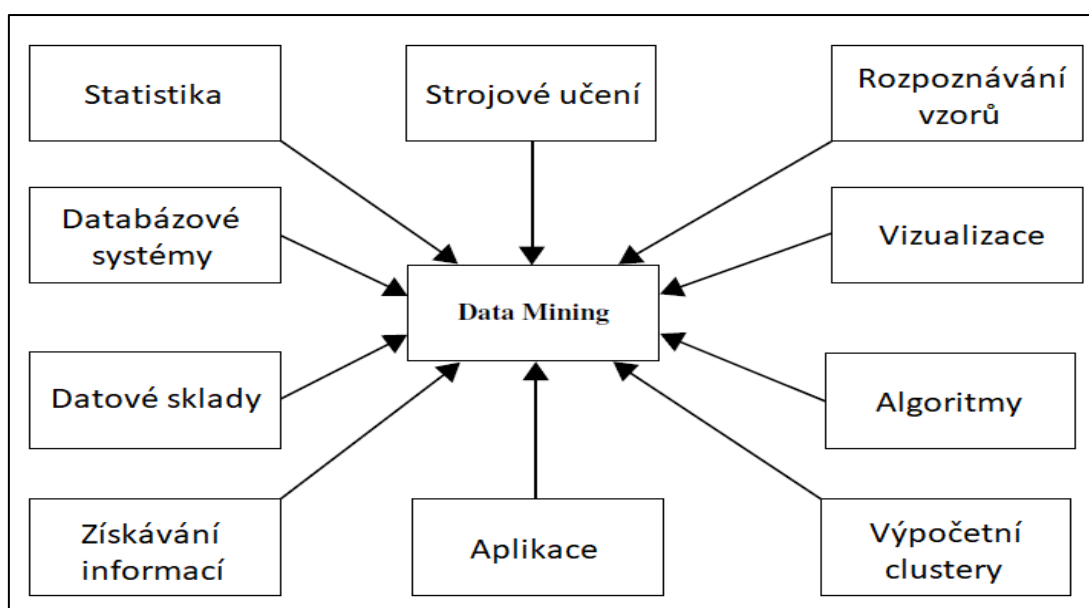 Statistika
Strojové učení
Rozpoznávání
vzorů
Databázové
systémy
Vizualizace
Data Mining
Datové sklady
Algoritmy
Získávání
informací
Aplikace
Výpočetní
clustery